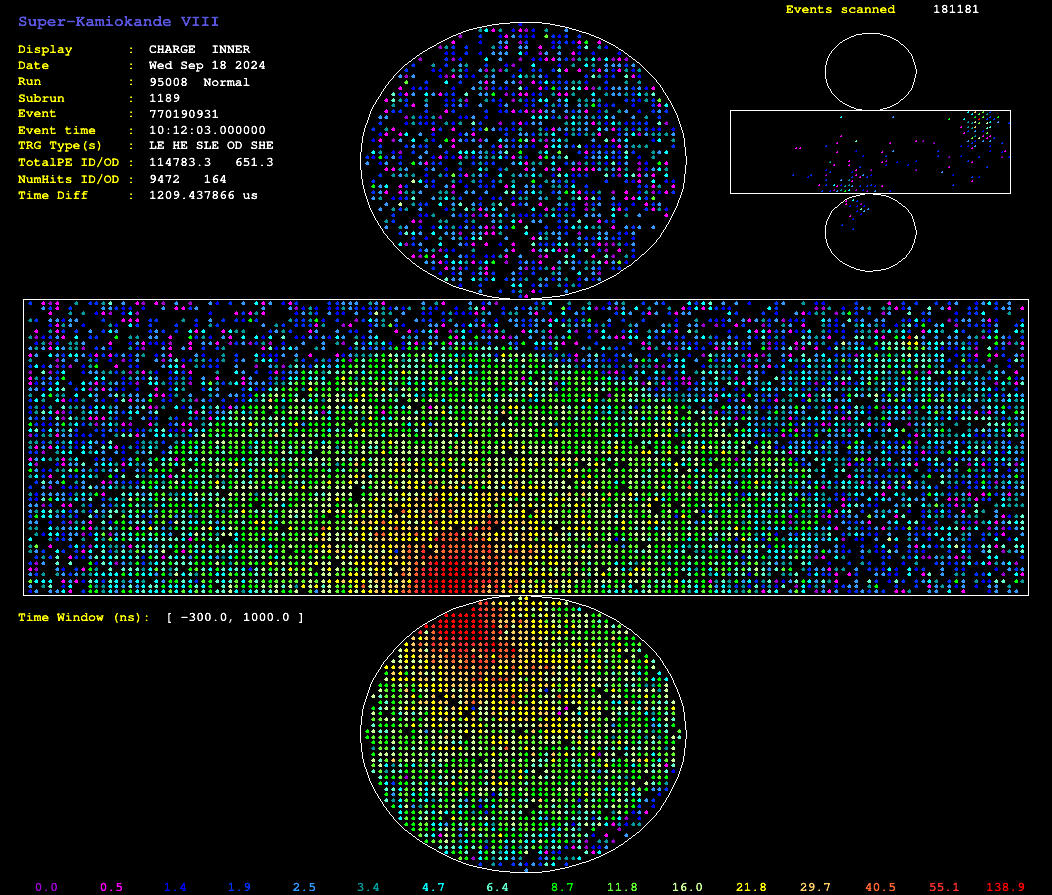 Super-Kamiokande VIII
Events scanned 181181
Display : CHARGE INNER
Date : Wed Sep 18 2024
Run : 95008 Normal
Subrun : 1189
Event : 770190931
Event time : 10:12:03.000000
TRG Type(s) : LE HE SLE OD SHE
TotalPE ID/OD : 114783.3 651.3
NumHits ID/OD : 9472 164
Time Diff : 1209.437866 us
Time Window (ns): [ -300.0, 1000.0 ]
0.0 0.5 1.4 1.9 2.5 3.4 4.7 6.4 8.7 11.8 16.0 21.8 29.7 40.5 55.1 138.9